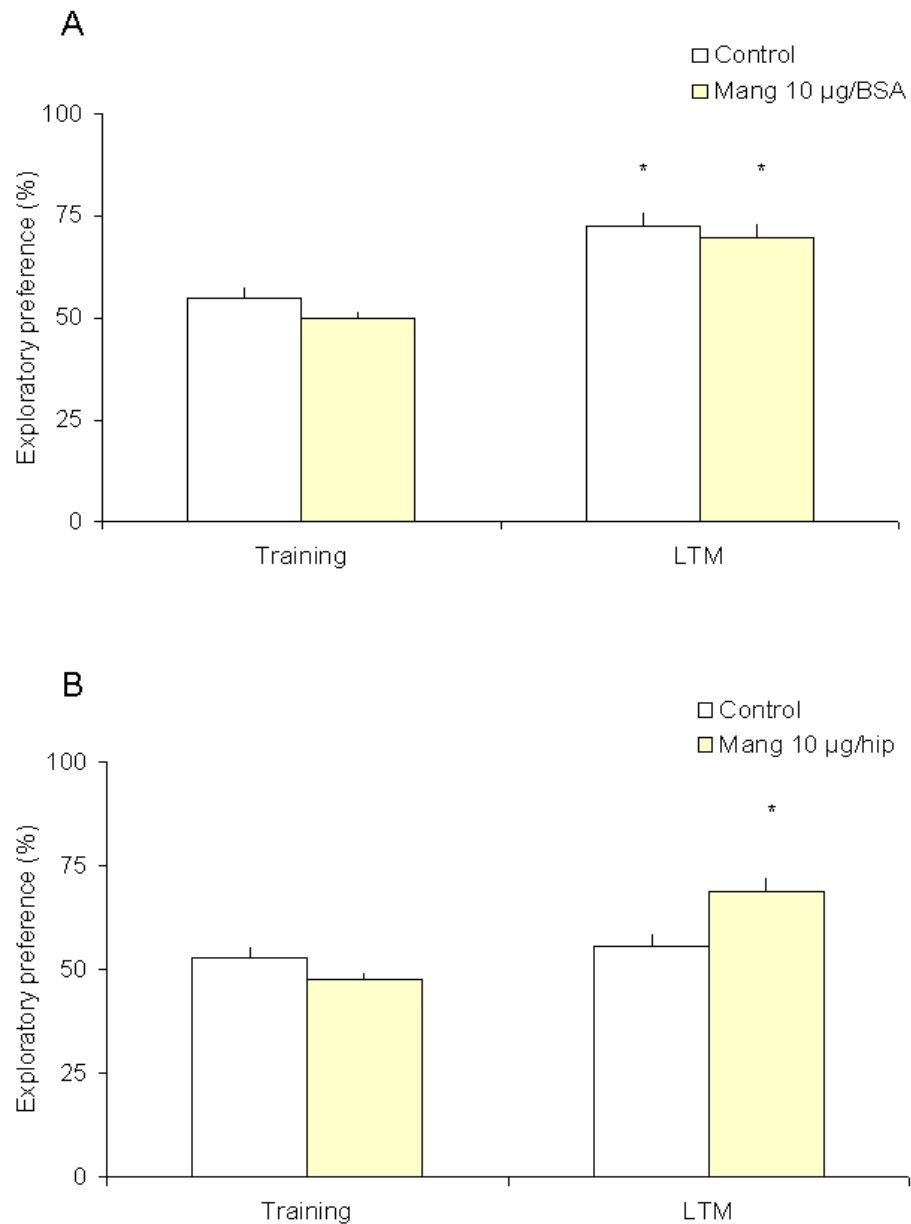 A
Control
Mang 10 µg/BSA
100
75
50
25
0
Exploratory preference (%)
* *
Training LTM
B
Control
Mang 10 µg/hip
100
75
50
25
0
Exploratory preference (%)
*
Training LTM